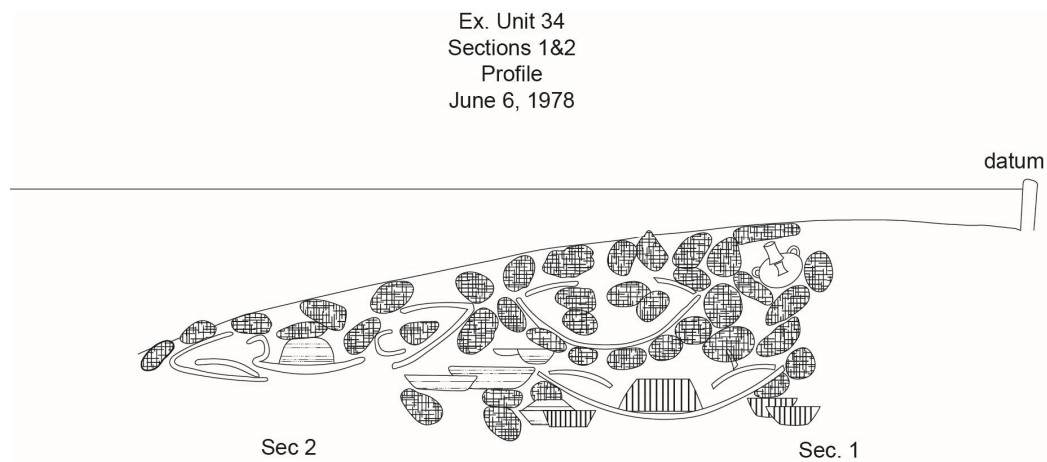 Ex. Unit 34
Sections 1&2
Profile
June 6, 1978
datum
Sec 2
Sec. 1